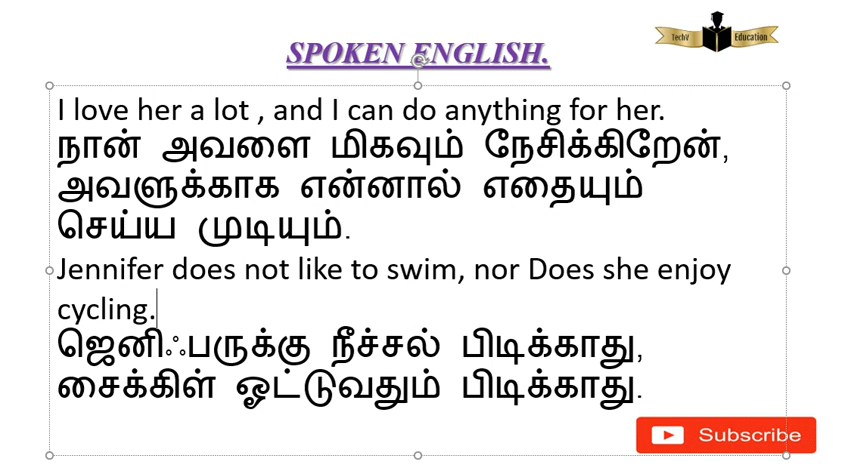 TechV Education
SPOKEN ENGLISH.
I love her a lot , and I can do anything for her.
நான் அவளை மிகவும் நேசிக்கிறேன்,
அவளுக்காக என்னால் எதையும்
செய்ய முடியும்.
Jennifer does not like to swim, nor Does she enjoy
cycling.
ஜெனிஃபருக்கு நீச்சல் பிடிக்காது,
சைக்கிள் ஓட்டுவதும் பிடிக்காது.
Subscribe